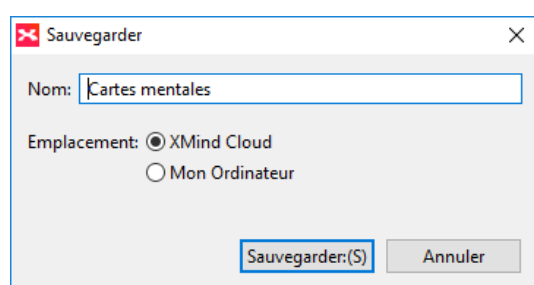 Sauvegarder
Nom: Cartes mentales
Emplacement: XMind Cloud
Mon Ordinateur
Sauvegarder:(S) Annuler